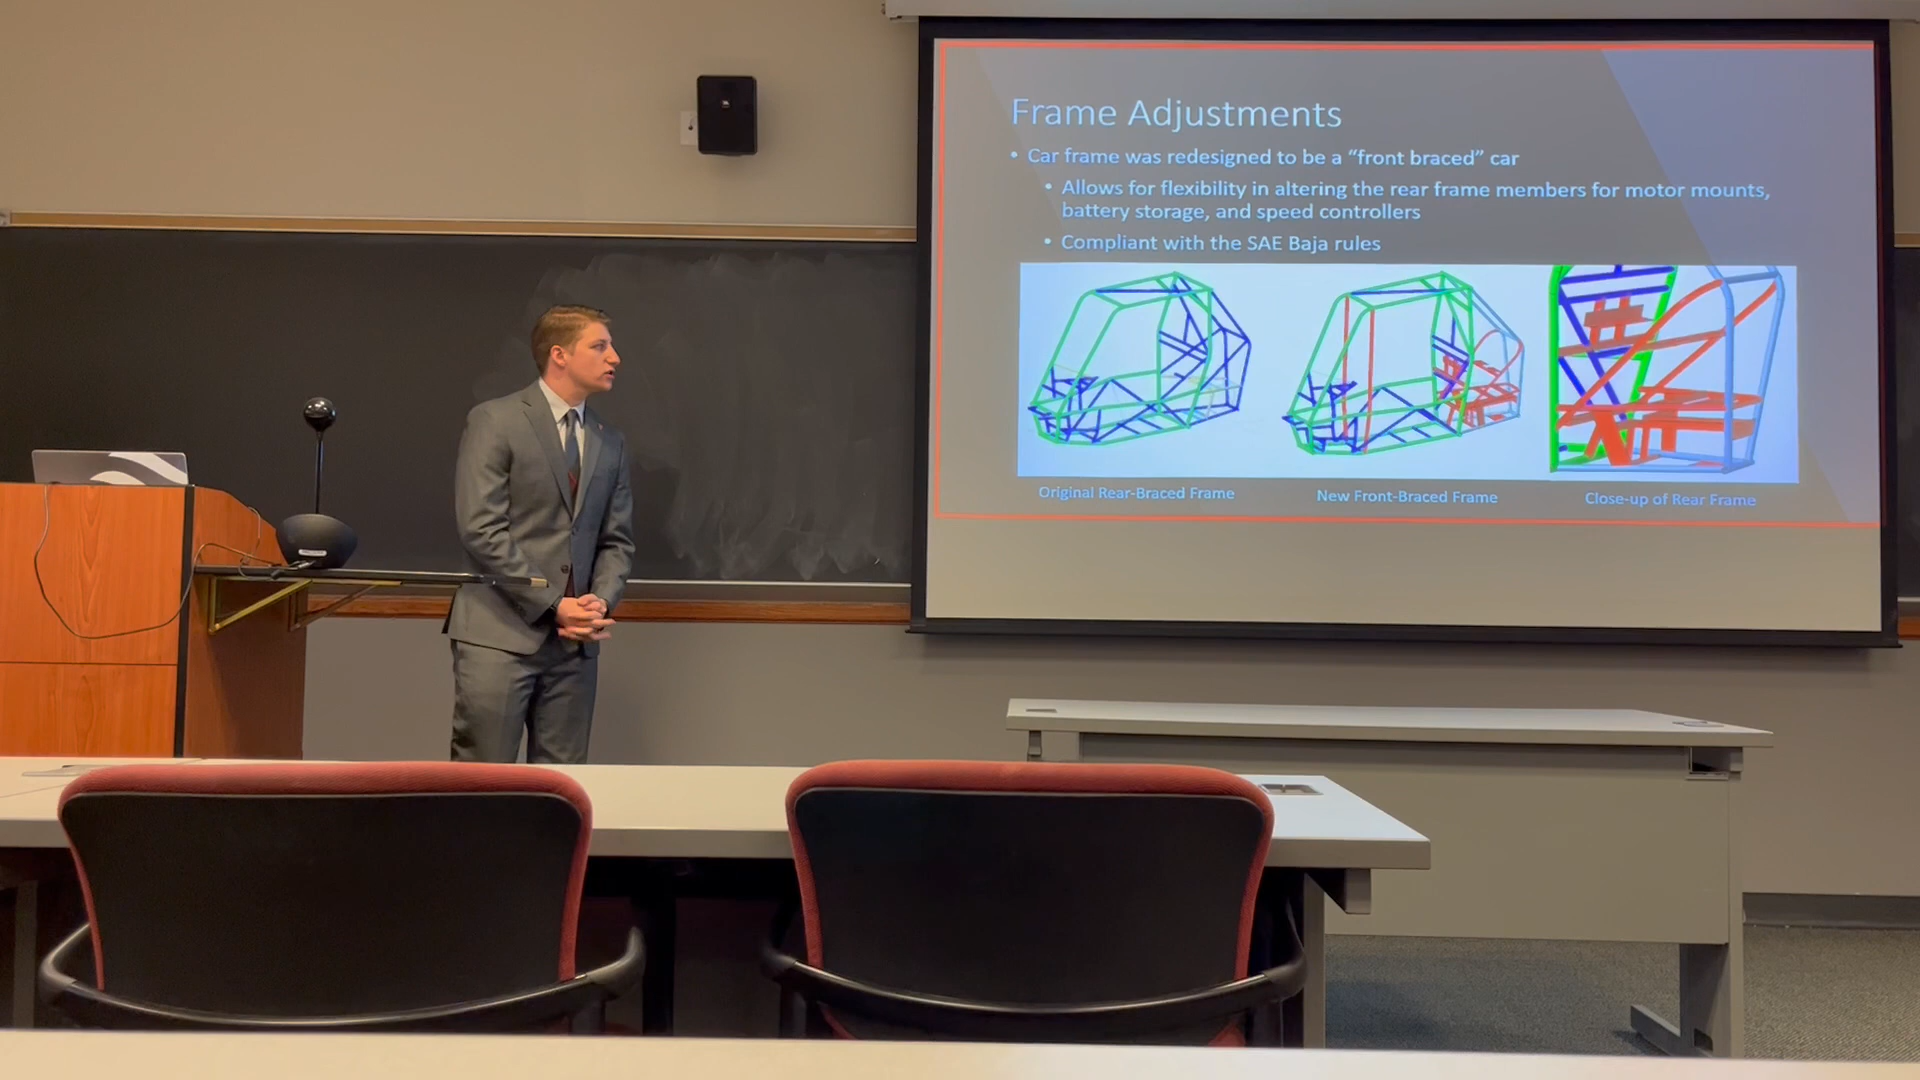 Frame Adjustments
• Car frame was redesigned to be a “front braced” car
• Allows for flexibility in altering the rear frame members for motor mounts,
battery storage, and speed controllers
• Compliant with the SAE Baja rules
Original Rear-Braced Frame
New Front-Braced Frame
Close-up of Rear Frame